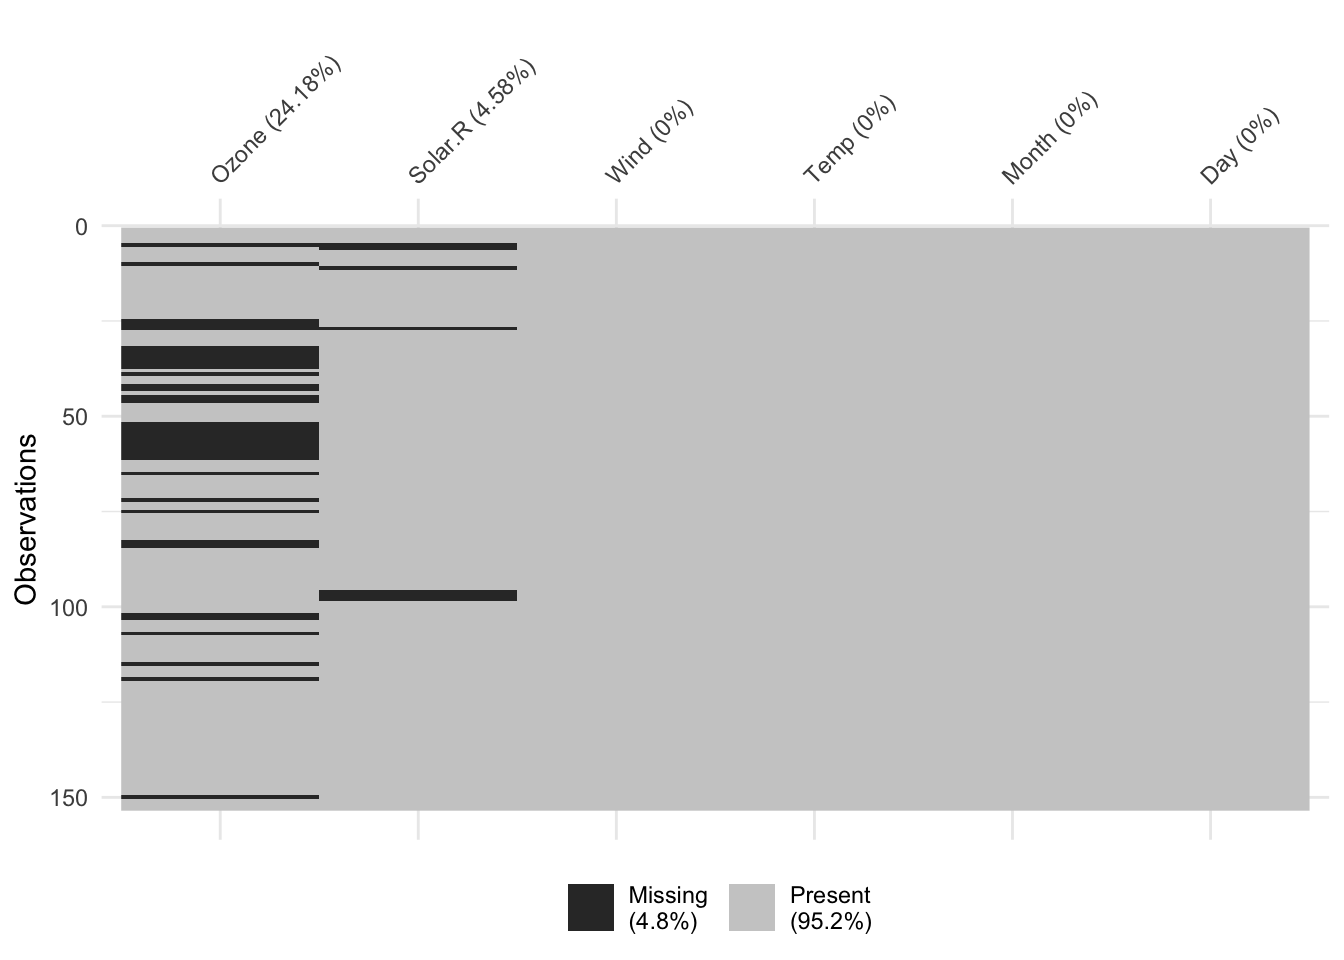 Ozone (24.18%)
Solar.R (4.58%)
Wind (0%)
Temp (0%)
Month (0%)
Day (0%)
0
50
100
150
Observations
Missing
(4.8%)
Present
(95.2%)